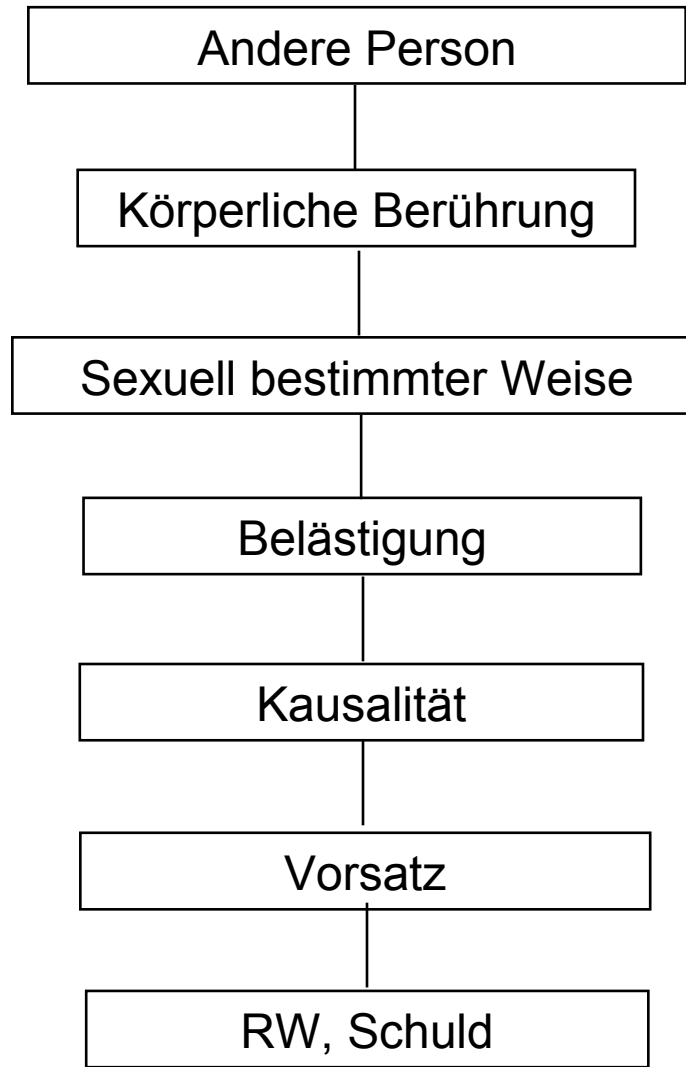 Andere Person
Körperliche Berührung
Sexuell bestimmter Weise
Belästigung
Kausalität
Vorsatz
RW, Schuld